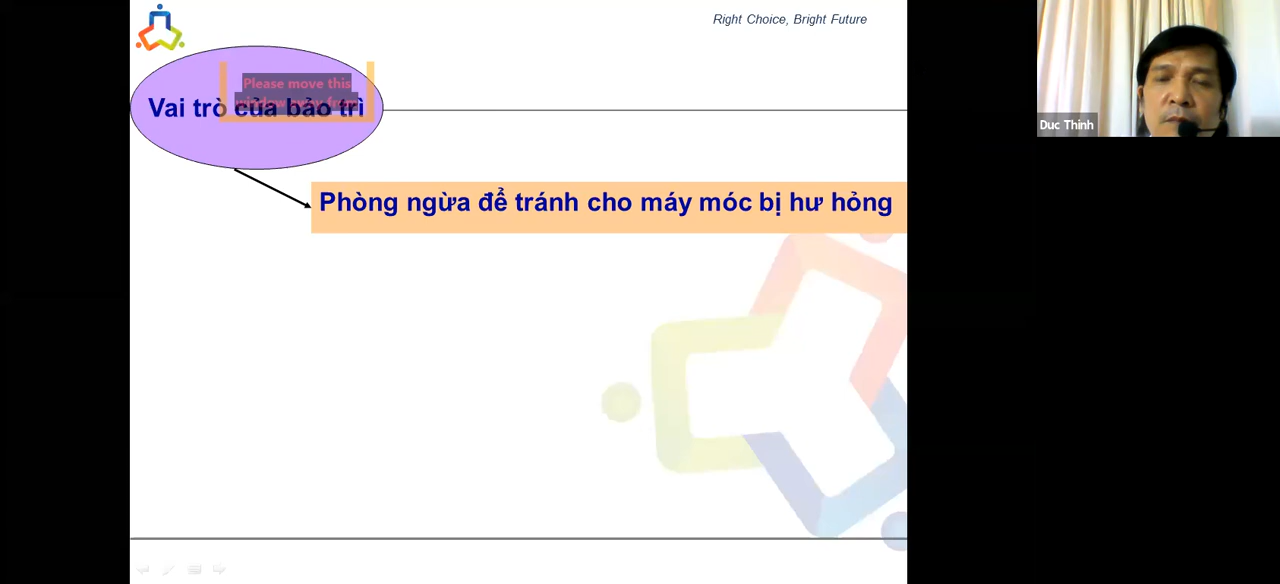 Right Choice, Bright Future
Please move this
Vai trò của bảo trì
Phòng ngừa để tránh cho máy móc bị hư hỏng
Duc Thinh